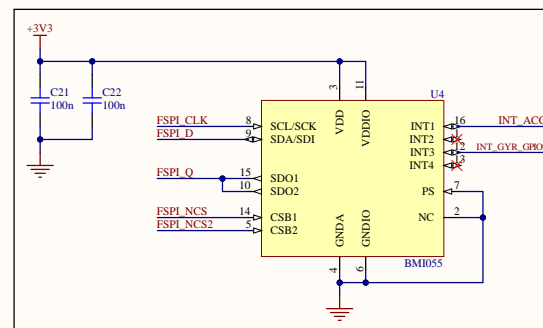 +3V3
C21
100n
C22
100n
U4
3
11
VDD
VDDIO
FSPI_CLK 8 SCL/SCK
FSPI_D 9 SDA/SDI
FSPI_Q 15 SDO1
10 SDO2
FSPI_NCS 14 CSB1
FSPI_NCS2 5 CSB2
INT1 16 INT_ACC
INT2 1
INT3 12 INT_GYR_GPIO
INT4 13
PS 7
NC 2
GNDA
GNDIO
4
6
BMI055